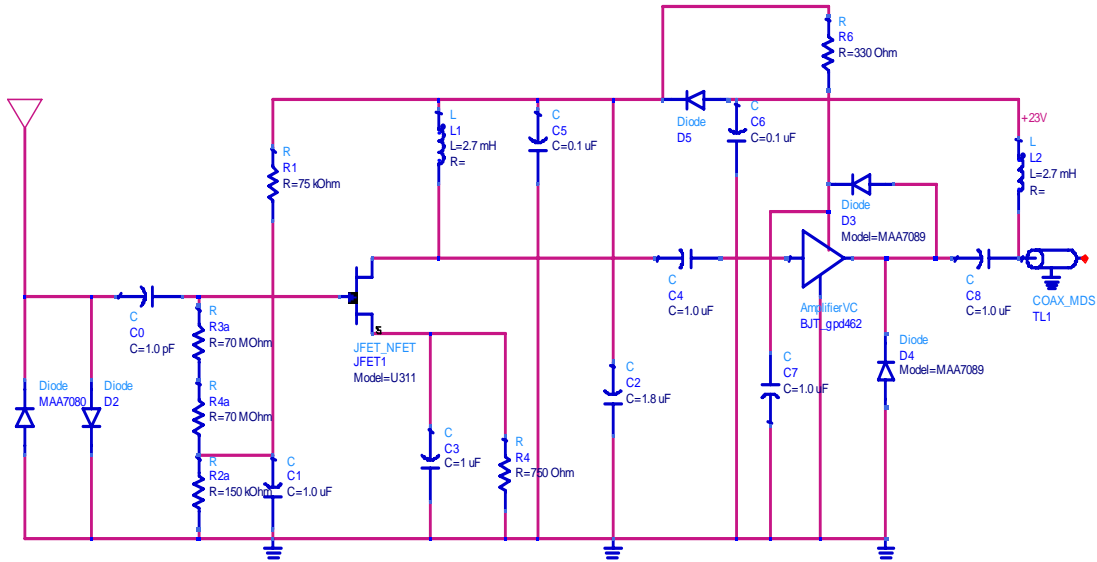 R
R6
R=330 Ohm
L
L1
L=2.7 mH
R=
C
C5
C=0.1 uF
Diode
D5
C
C6
C=0.1 uF
+23V
L
L2
L=2.7 mH
R=
R
R1
R=75 kOhm
Diode
D3
Model=MAA7089
C
C4
C=1.0 uF
AmplifierVC
BJT_gpd462
C
C8
C=1.0 uF
COAX_MDS
TL1
C
C0
C=1.0 pF
R
R3a
R=70 MOhm
S
JFET_NFET
JFET1
Model=U311
Diode
D4
Model=MAA7089
C
C7
C=1.0 uF
C
C2
C=1.8 uF
Diode
MAA7080
Diode
D2
R
R4a
R=70 MOhm
C
C3
C=1 uF
R
R4
R=750 Ohm
R
R2a
R=150 kOhm
C
C1
C=1.0 uF